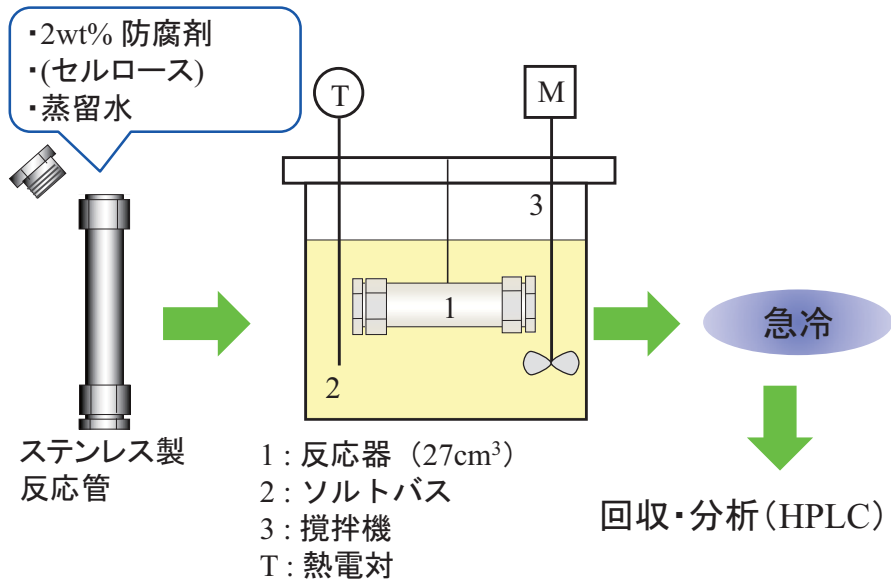 ・2wt% 防腐剤
・(セルロース)
・蒸留水
T
M
3
1
2
急冷
ステンレス製
反応管
1 : 反応器（27cm³）
2 : ソルトバス
3 : 撹拌機
T : 熱電対
回収・分析（HPLC）